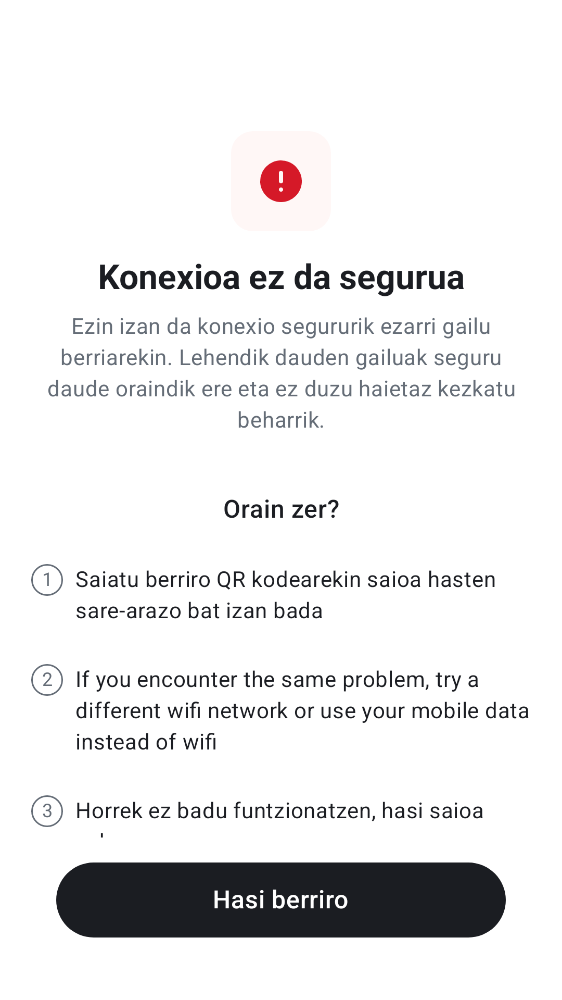 Konexioa ez da segurua
Ezin izan da konexio segururik ezarri gailu
berriarekin. Lehendik dauden gailuak seguru
daude oraindik ere eta ez duzu haietaz kezkatu
beharrik.
Orain zer?
1 Saiatu berriro QR kodearekin saioa hasten
sare-arazo bat izan bada
2 If you encounter the same problem, try a
different wifi network or use your mobile data
instead of wifi
3 Horrek ez badu funtzionatzen, hasi saioa
Hasi berriro